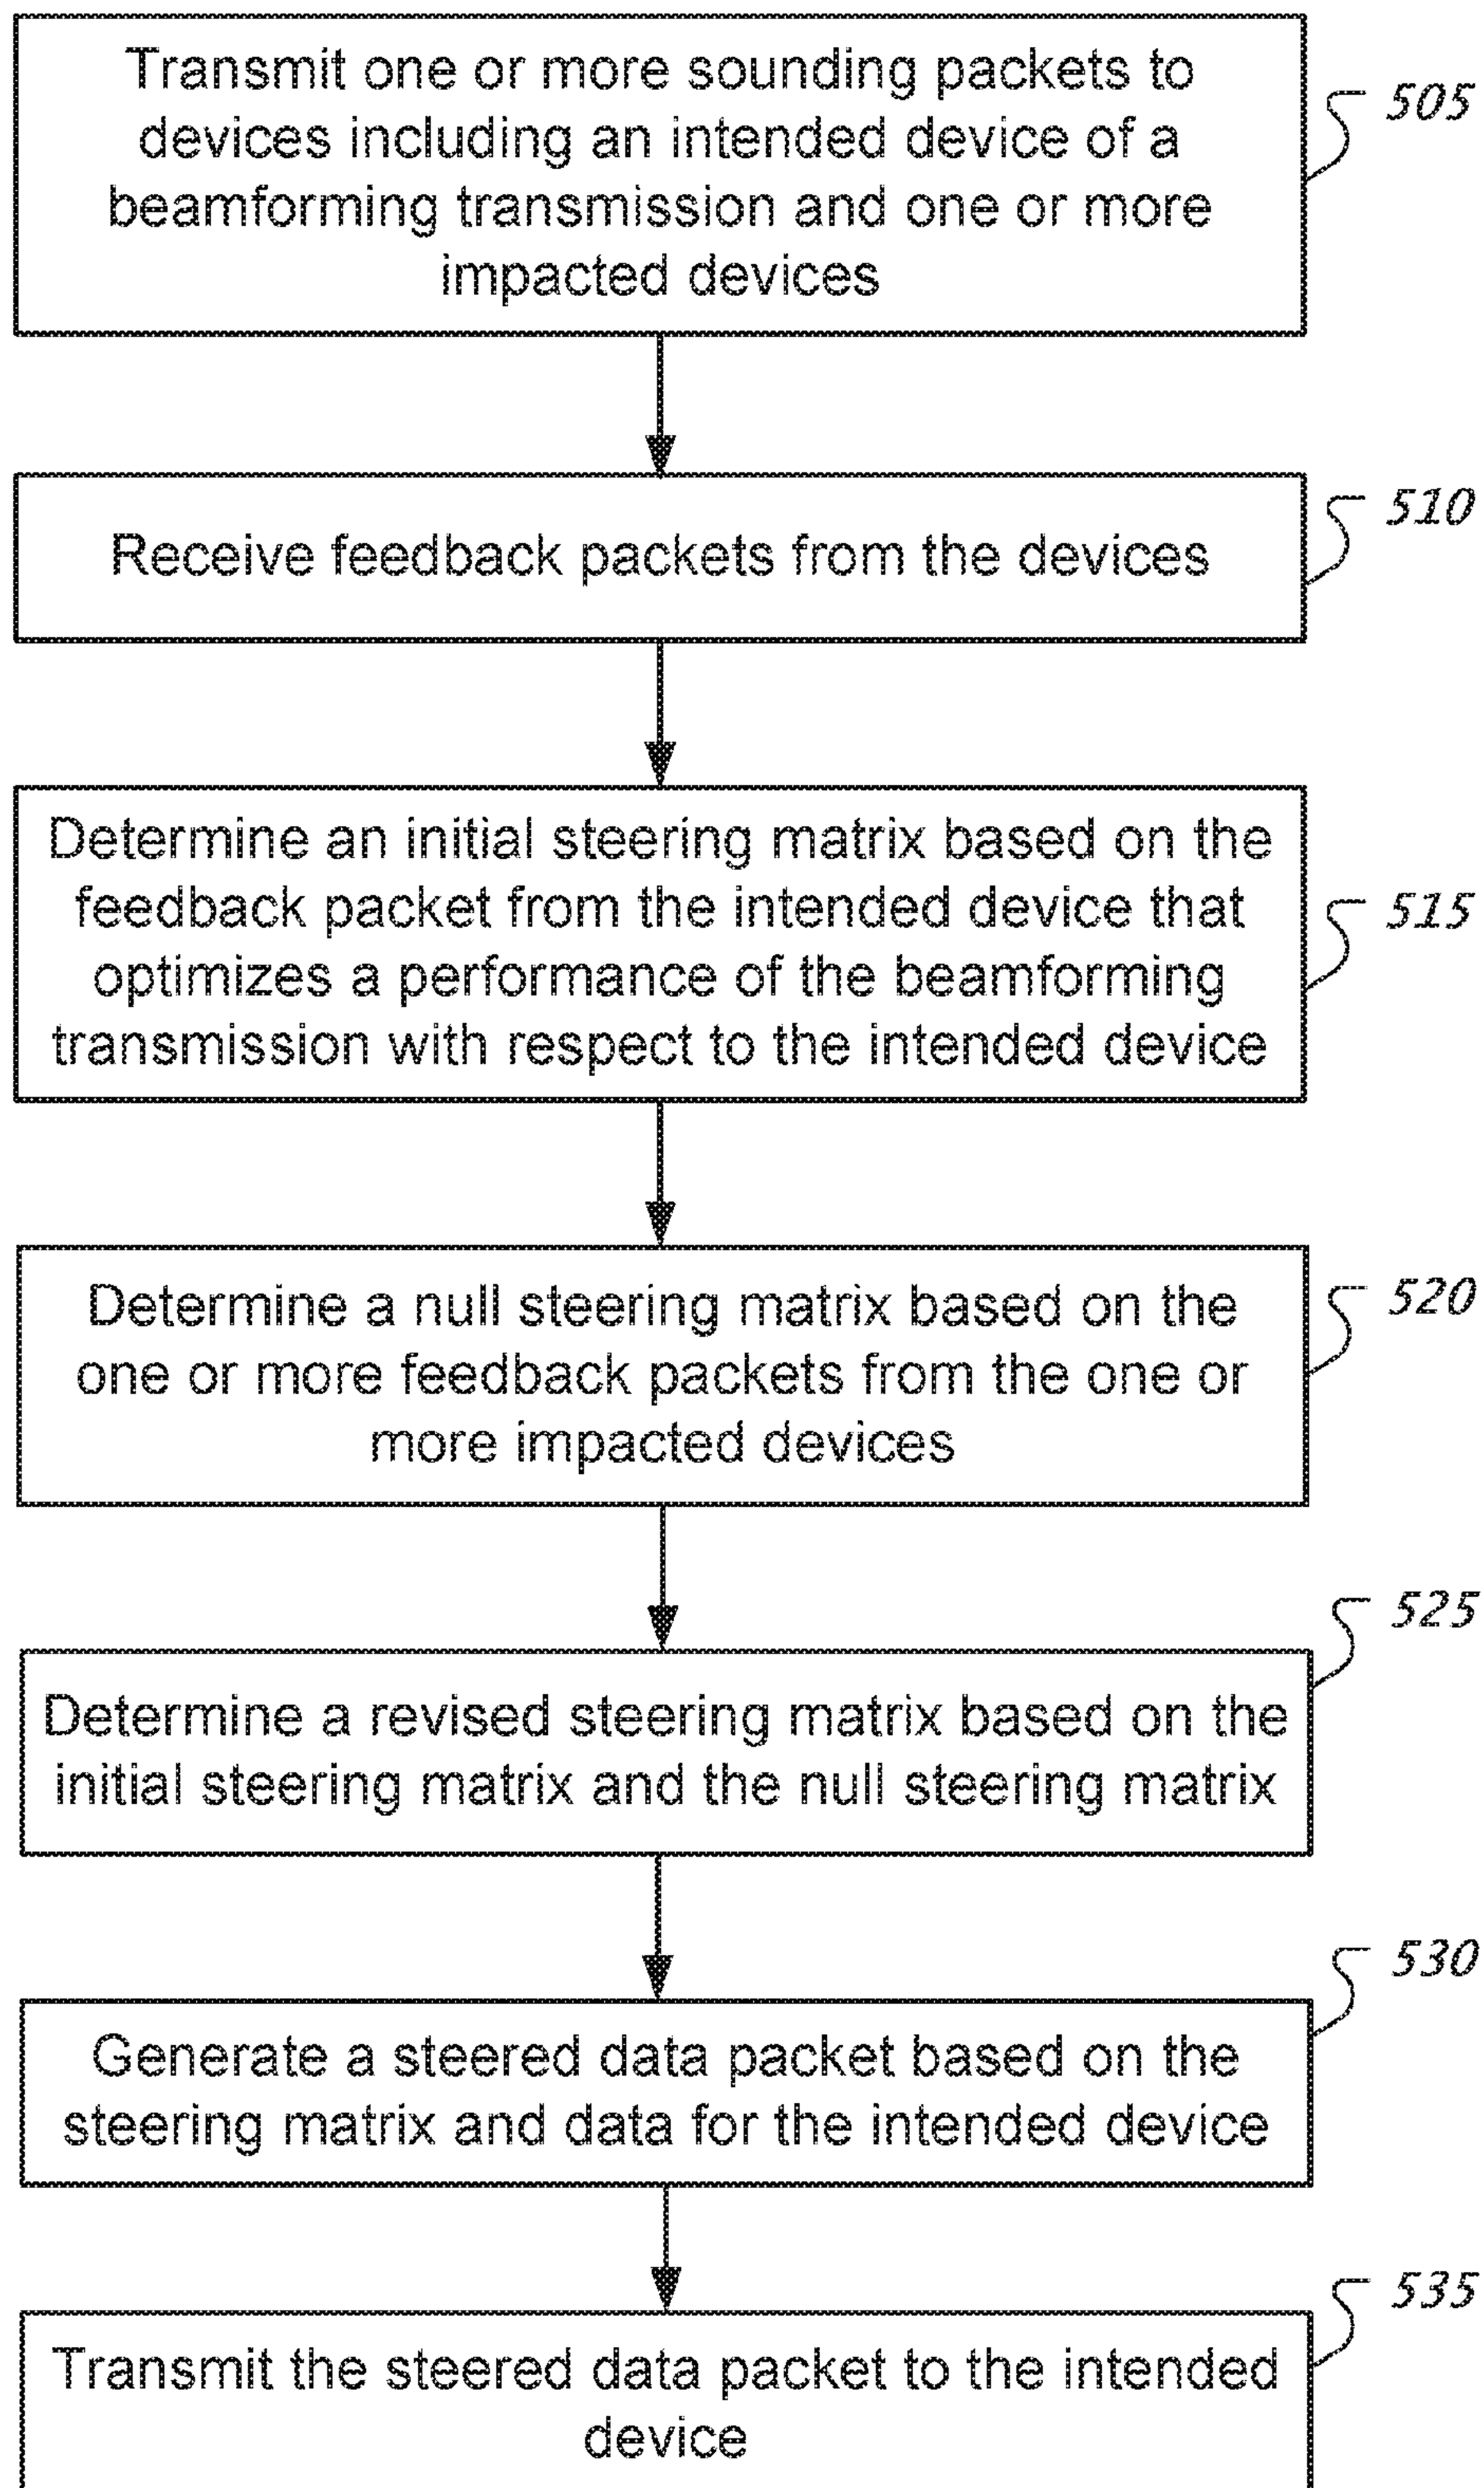 Transmit one or more sounding packets to
devices including an intended device of a
beamforming transmission and one or more
impacted devices
505
Receive feedback packets from the devices
510
Determine an initial steering matrix based on the
feedback packet from the intended device that
optimizes a performance of the beamforming
transmission with respect to the intended device
515
Determine a null steering matrix based on the
one or more feedback packets from the one or
more impacted devices
520
Determine a revised steering matrix based on the
initial steering matrix and the null steering matrix
525
Generate a steered data packet based on the
steering matrix and data for the intended device
530
Transmit the steered data packet to the intended
device
535